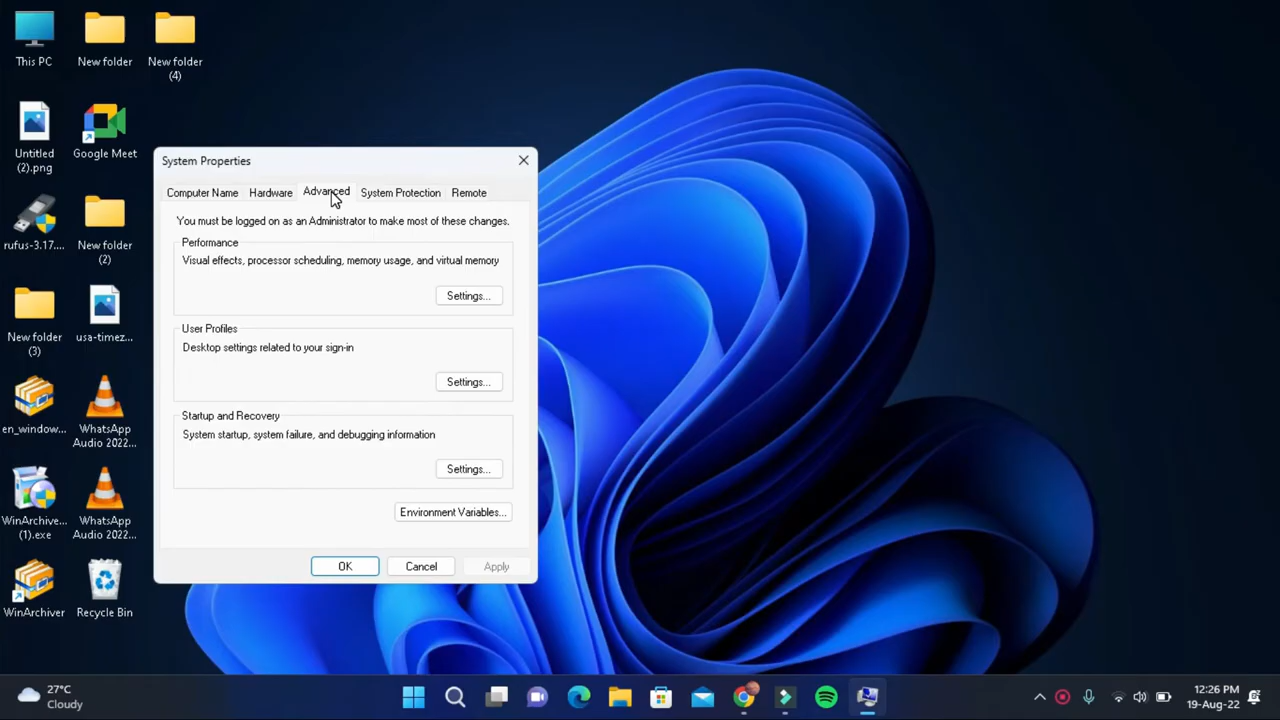 This PC
New folder
New folder
(4)
Untitled
(2).png
Google Meet
rufus-3.17....
New folder
(2)
New folder
(3)
usa-timez...
en_window...
WhatsApp
Audio 2022...
WinArchive...
(1).exe
WhatsApp
Audio 2022...
WinArchiver
Recycle Bin
System Properties
Computer Name
Hardware
Advanced
System Protection
Remote
You must be logged on as an Administrator to make most of these changes.
Performance
Visual effects, processor scheduling, memory usage, and virtual memory
Settings...
User Profiles
Desktop settings related to your sign-in
Settings...
Startup and Recovery
System startup, system failure, and debugging information
Settings...
Environment Variables...
OK
Cancel
Apply
27°C
Cloudy
12:26 PM
19-Aug-22